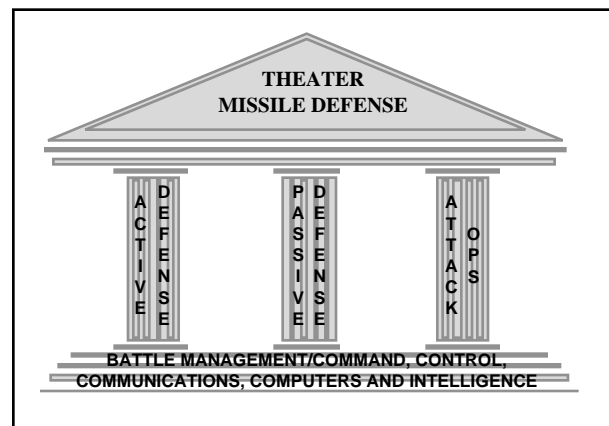 THEATER
MISSILE DEFENSE
ACTIVE
DEFENSE
PASSIVE
DEFENSE
ATTACK
OPS
BATTLE MANAGEMENT/COMMAND, CONTROL,
COMMUNICATIONS, COMPUTERS AND INTELLIGENCE